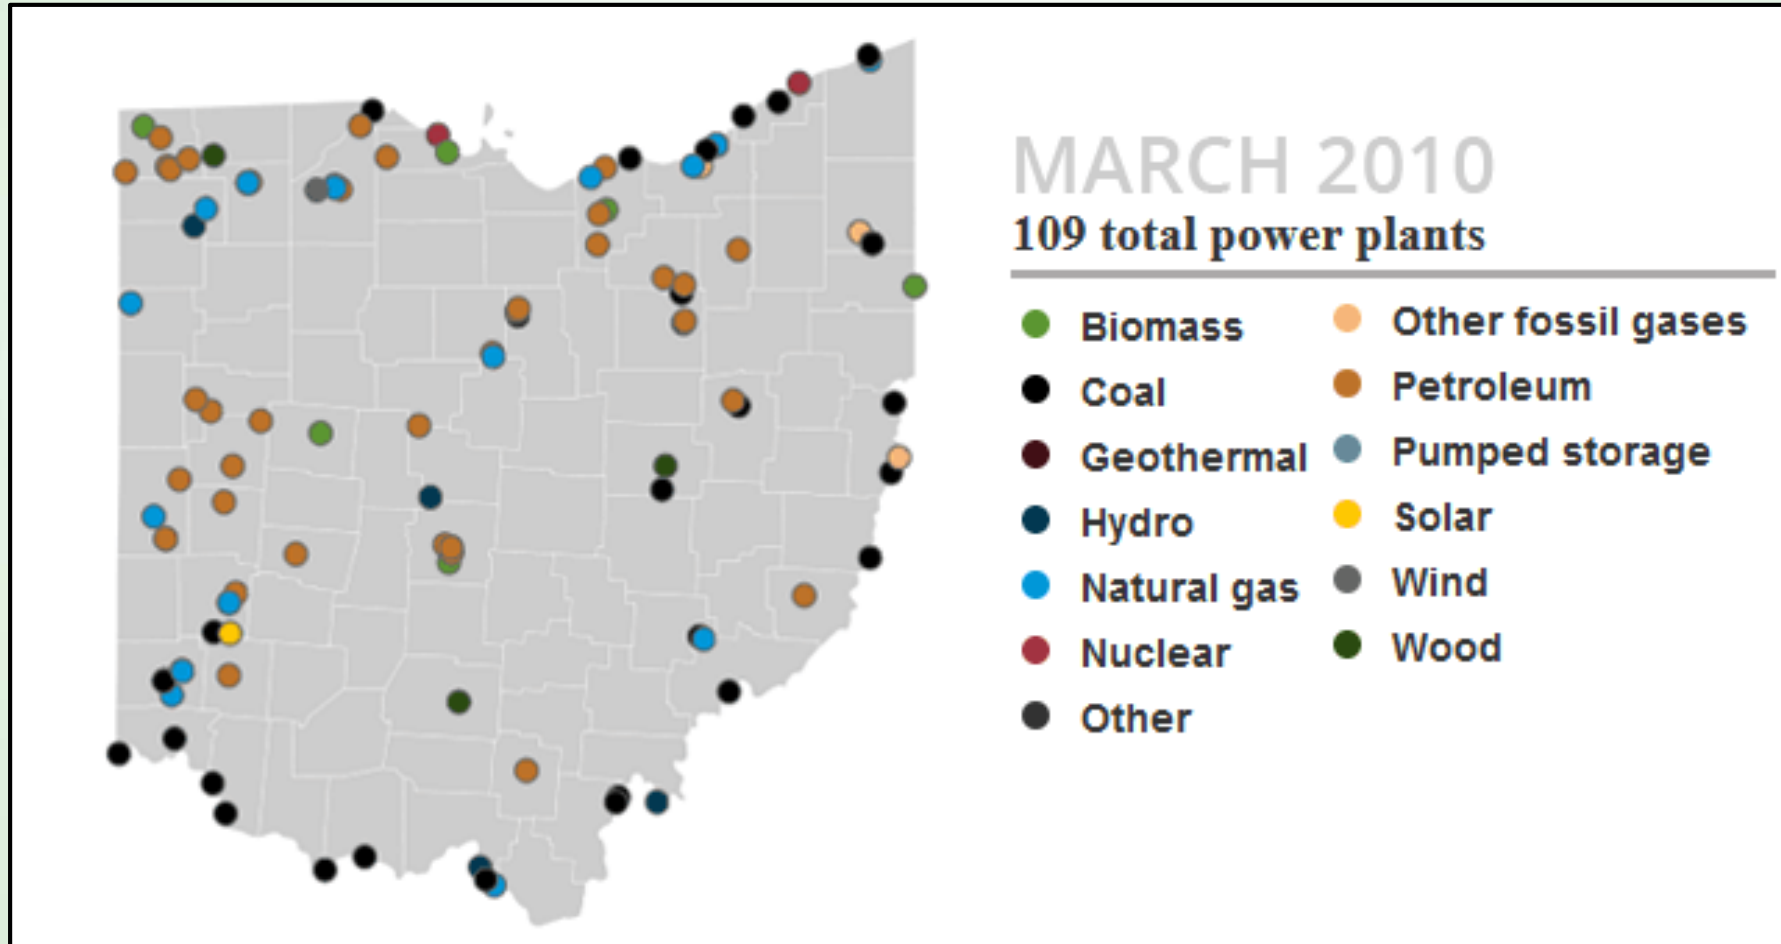 MARCH 2010
109 total power plants
Biomass
Coal
Geothermal
Hydro
Natural gas
Nuclear
Other
Other fossil gases
Petroleum
Pumped storage
Solar
Wind
Wood